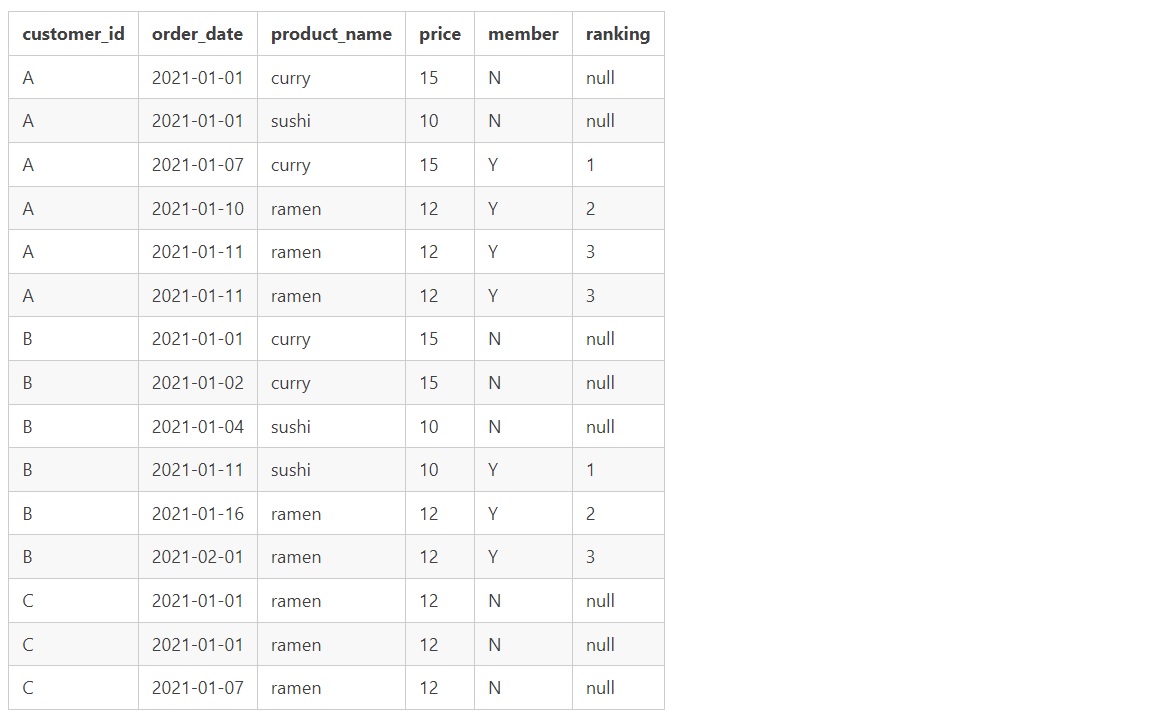 customer_id order_date product_name price member ranking
A 2021-01-01 curry 15 N null
A 2021-01-01 sushi 10 N null
A 2021-01-07 curry 15 Y 1
A 2021-01-10 ramen 12 Y 2
A 2021-01-11 ramen 12 Y 3
A 2021-01-11 ramen 12 Y 3
B 2021-01-01 curry 15 N null
B 2021-01-02 curry 15 N null
B 2021-01-04 sushi 10 N null
B 2021-01-11 sushi 10 Y 1
B 2021-01-16 ramen 12 Y 2
B 2021-02-01 ramen 12 Y 3
C 2021-01-01 ramen 12 N null
C 2021-01-01 ramen 12 N null
C 2021-01-07 ramen 12 N null